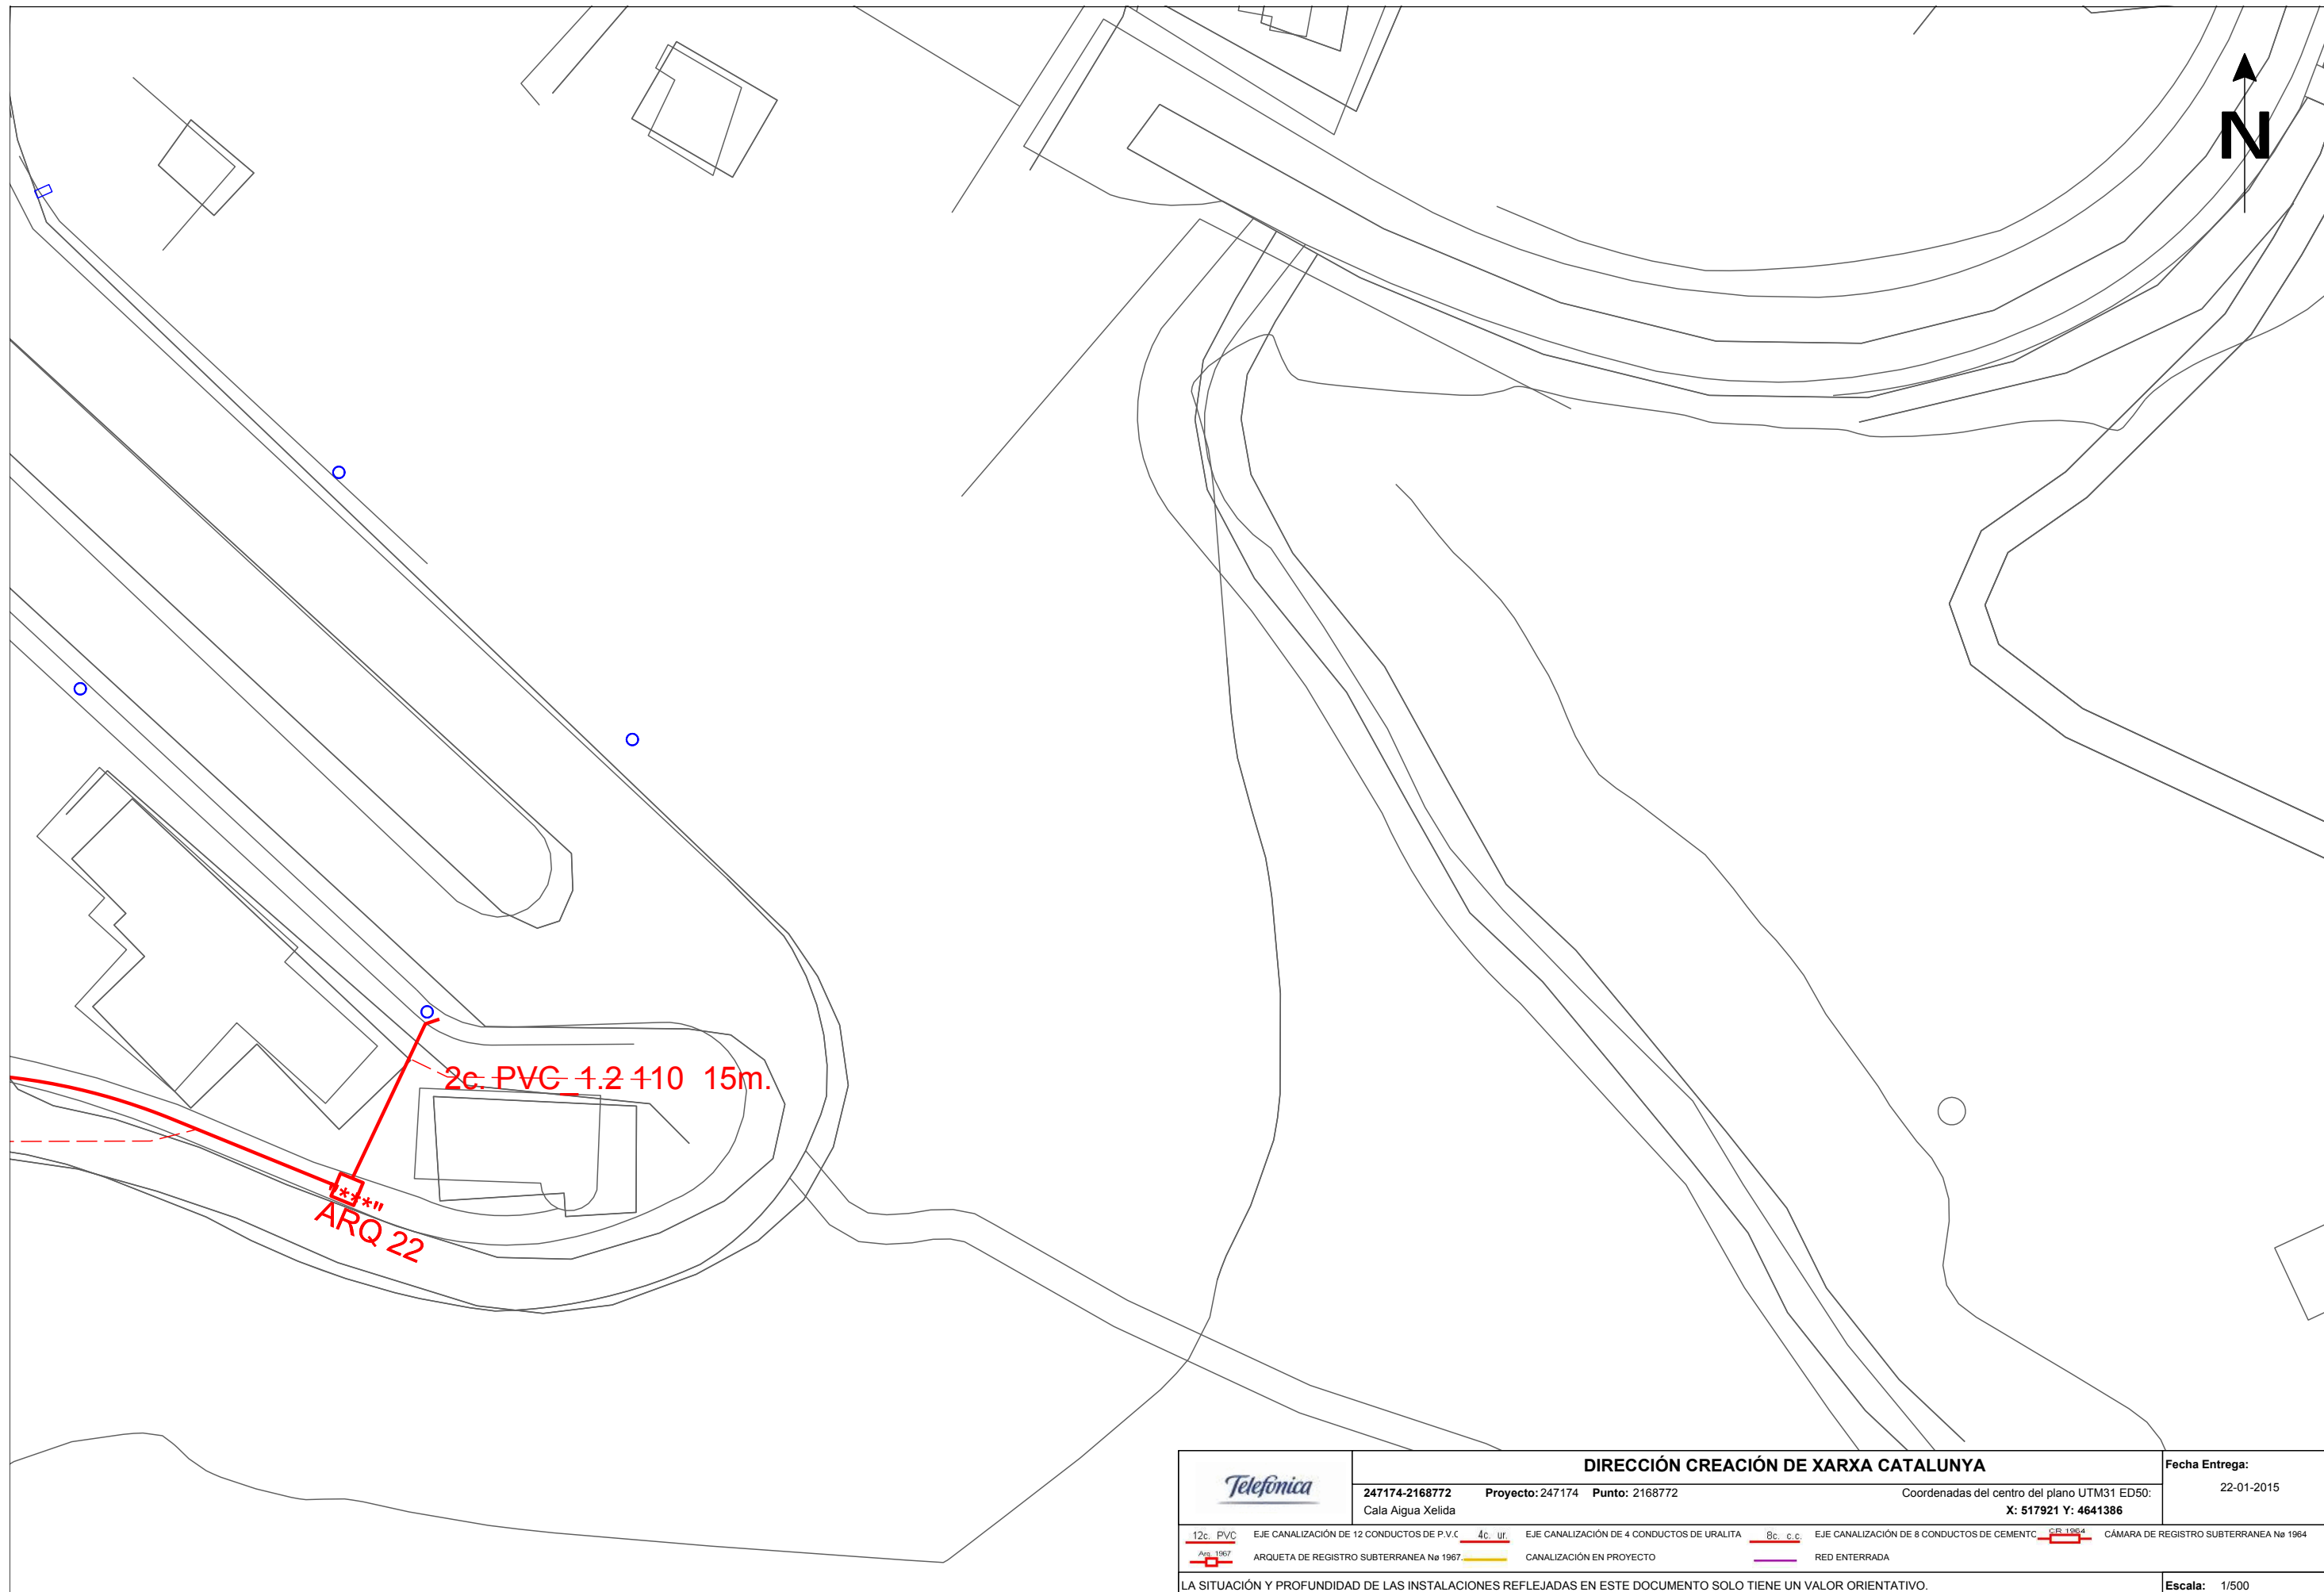 N
2c. PVC 1.2 110 15m.
"***"
ARQ 22
Telefónica
DIRECCIÓN CREACIÓN DE XARXA CATALUNYA
Fecha Entrega:
22-01-2015
247174-2168772 Proyecto: 247174 Punto: 2168772
Cala Aigua Xelida
Coordenadas del centro del plano UTM31 ED50:
X: 517921 Y: 4641386
12c. PVC EJE CANALIZACIÓN DE 12 CONDUCTOS DE P.V.C
4c. ur. EJE CANALIZACIÓN DE 4 CONDUCTOS DE URALITA
8c. c.c. EJE CANALIZACIÓN DE 8 CONDUCTOS DE CEMENTO
C.R. 1964 CÁMARA DE REGISTRO SUBTERRANEA Nø 1964
Arq. 1967 ARQUETA DE REGISTRO SUBTERRANEA Nø 1967.
CANALIZACIÓN EN PROYECTO
RED ENTERRADA
LA SITUACIÓN Y PROFUNDIDAD DE LAS INSTALACIONES REFLEJADAS EN ESTE DOCUMENTO SOLO TIENE UN VALOR ORIENTATIVO.
Escala: 1/500